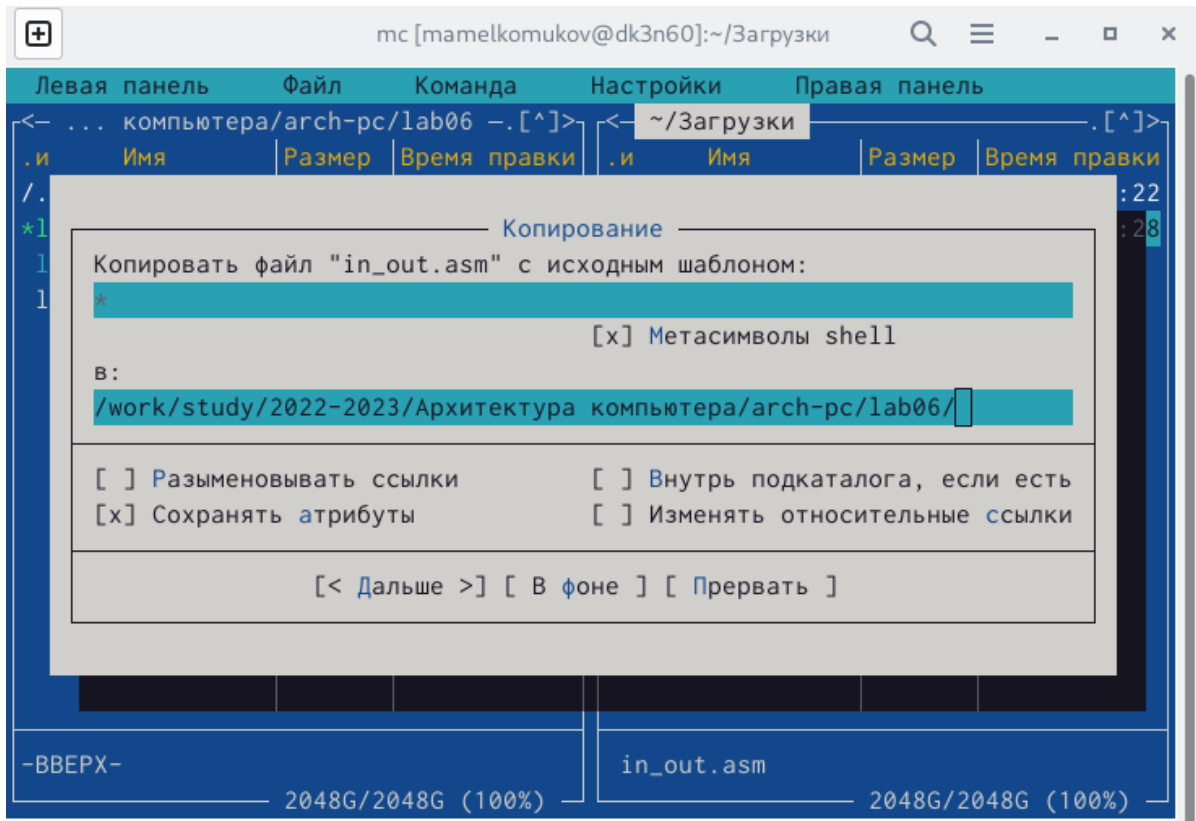 mc [mamelkomukov@dk3n60]:~/Загрузки
Левая панель Файл Команда Настройки Правая панель
<— ... компьютера/arch-pc/lab06 —.[^]> <— ~/Загрузки .[^]>
.и Имя Размер Время правки .и Имя Размер Время правки
/. :22
*l :28
l
l
Копирование
Копировать файл "in_out.asm" с исходным шаблоном:
*
[x] Метасимволы shell
в:
/work/study/2022-2023/Архитектура компьютера/arch-pc/lab06/
[ ] Разыменовывать ссылки [ ] Внутрь подкаталога, если есть
[x] Сохранять атрибуты [ ] Изменять относительные ссылки
[< Дальше >] [ В фоне ] [ Прервать ]
-ВВЕРХ- in_out.asm
2048G/2048G (100%) 2048G/2048G (100%)